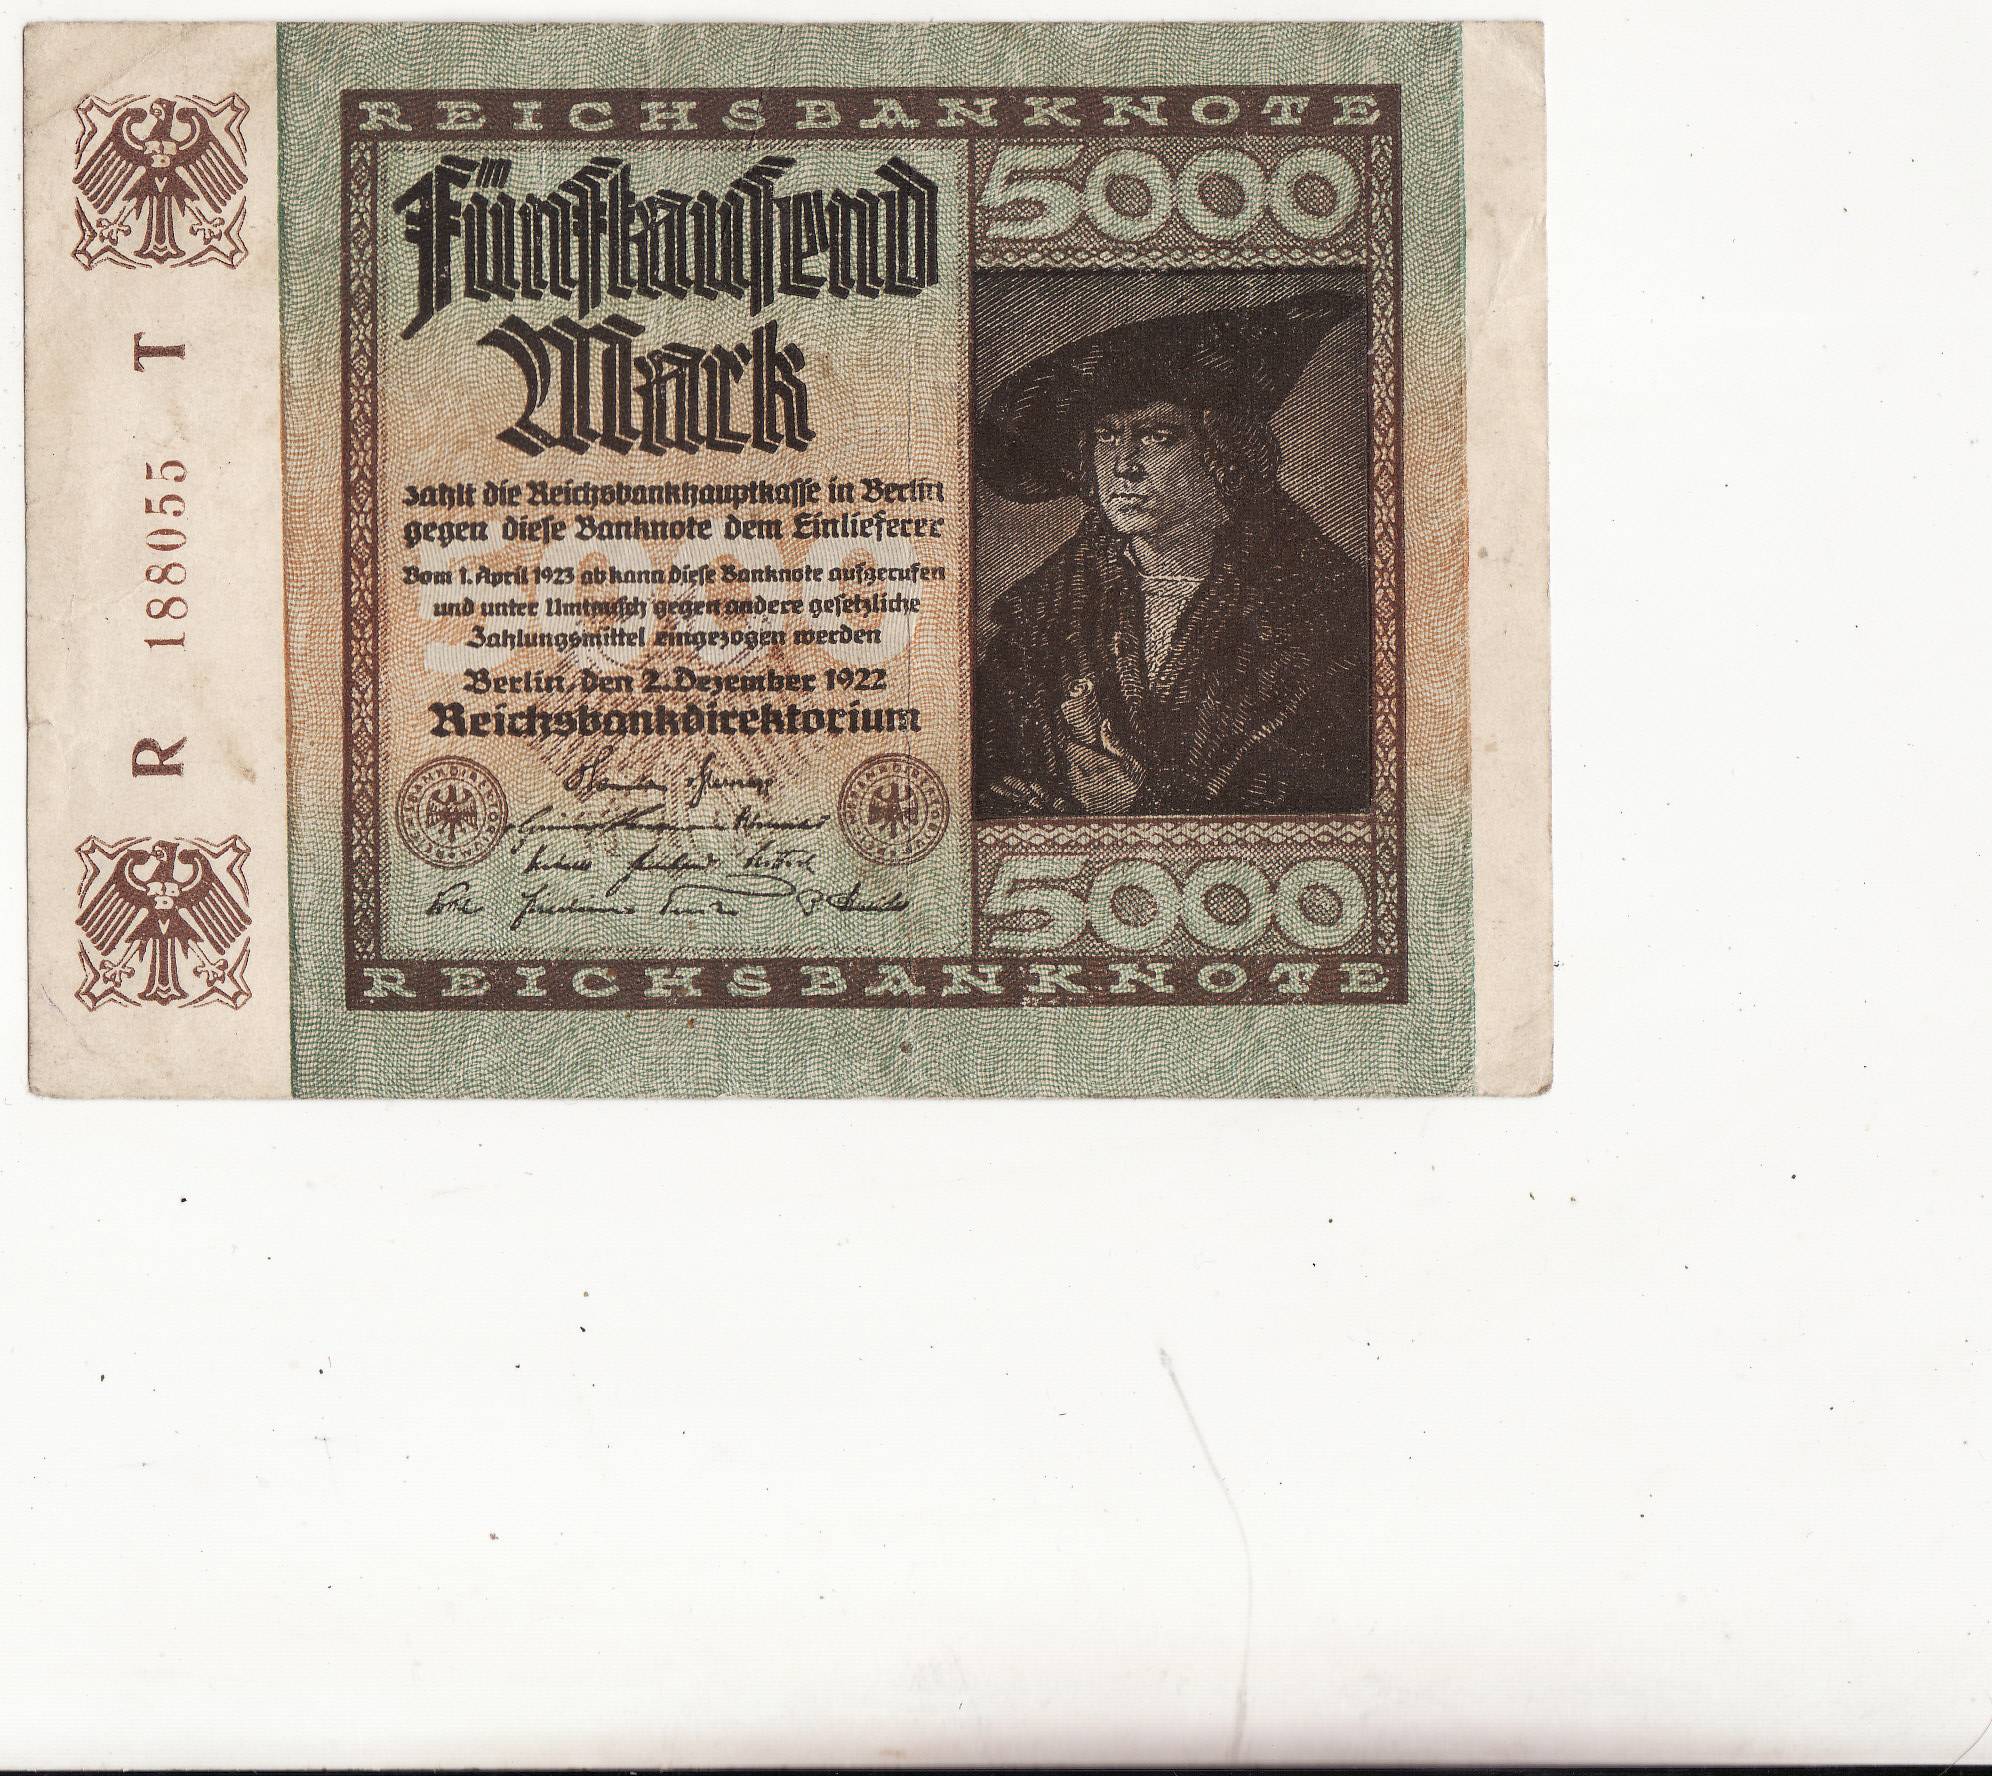 REICHSBANKNOTE
5000
Fünftausend
Mark
zahlt die Reichsbankhauptkasse in Berlin
gegen diese Banknote dem Einlieferer
Vom 1. April 1923 ab kann diese Banknote aufgerufen
und unter Umtausch gegen andere gesetzliche
Zahlungsmittel eingezogen werden
Berlin, den 2. Dezember 1922
Reichsbankdirektorium
5000
5000
REICHSBANKNOTE
R 188055 T